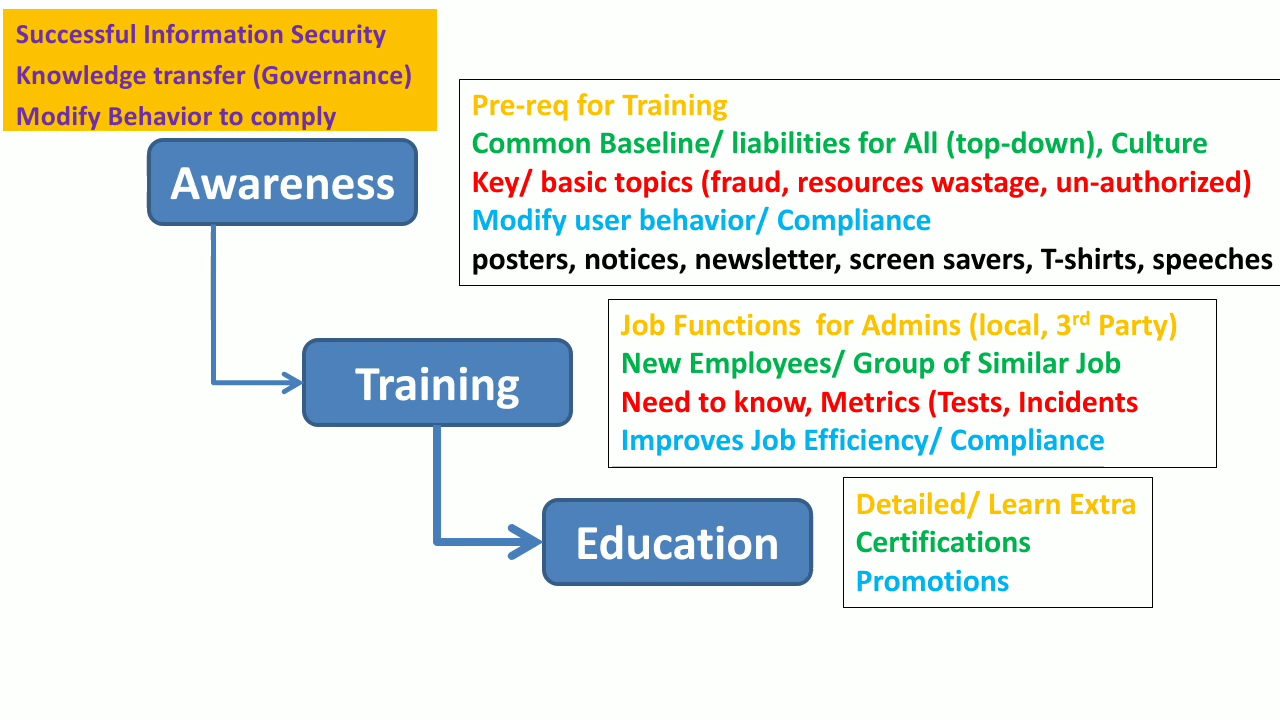 Successful Information Security
Knowledge transfer (Governance)
Modify Behavior to comply
Awareness
Pre-req for Training
Common Baseline/ liabilities for All (top-down), Culture
Key/ basic topics (fraud, resources wastage, un-authorized)
Modify user behavior/ Compliance
posters, notices, newsletter, screen savers, T-shirts, speeches
Training
Job Functions  for Admins (local, 3rd Party)
New Employees/ Group of Similar Job
Need to know, Metrics (Tests, Incidents
Improves Job Efficiency/ Compliance
Education
Detailed/ Learn Extra
Certifications
Promotions